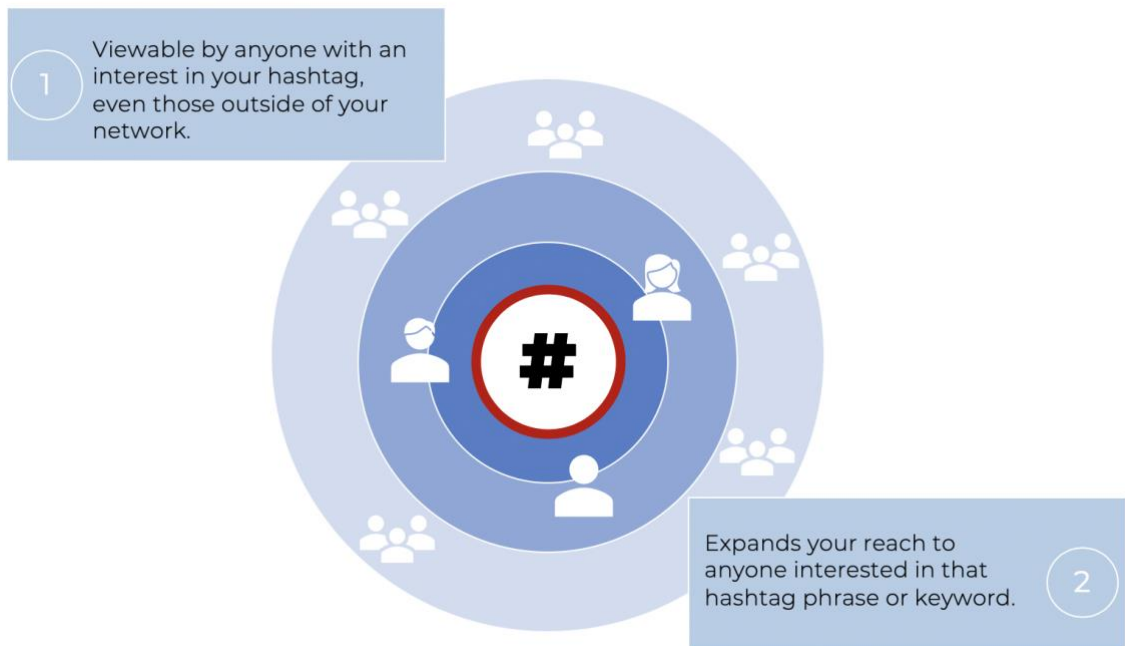 1
Viewable by anyone with an
interest in your hashtag,
even those outside of your
network.
#
Expands your reach to
anyone interested in that
hashtag phrase or keyword.
2